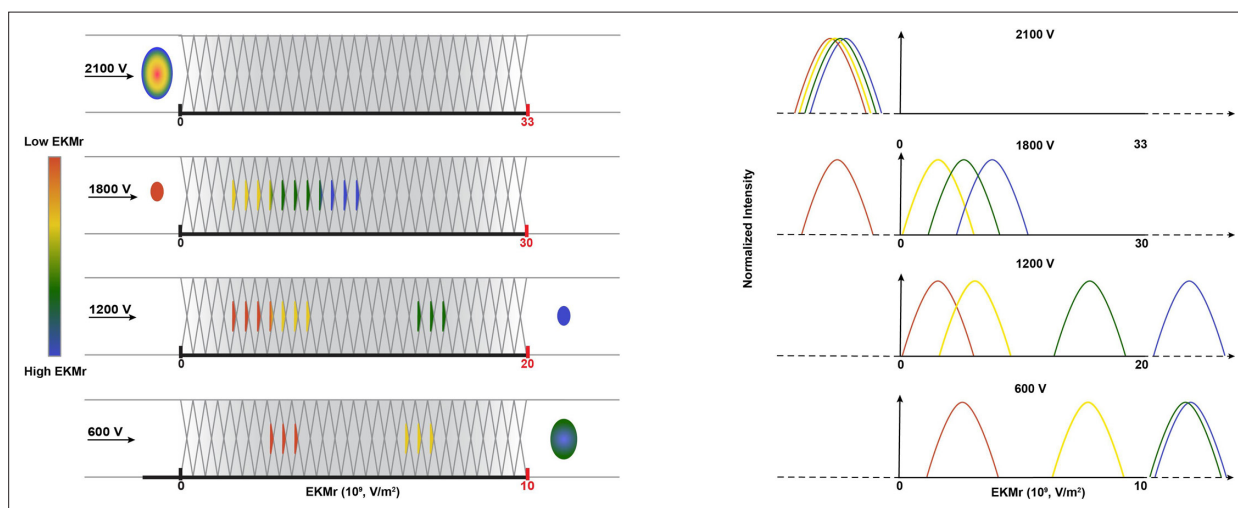 2100 V
0
33
Low EKMr
1800 V
0
30
1200 V
0
20
High EKMr
600 V
0
10
EKMr (10⁹, V/m²)
Normalized Intensity
2100 V
0
33
1800 V
0
30
1200 V
0
20
600 V
0
10
EKMr (10⁹, V/m²)